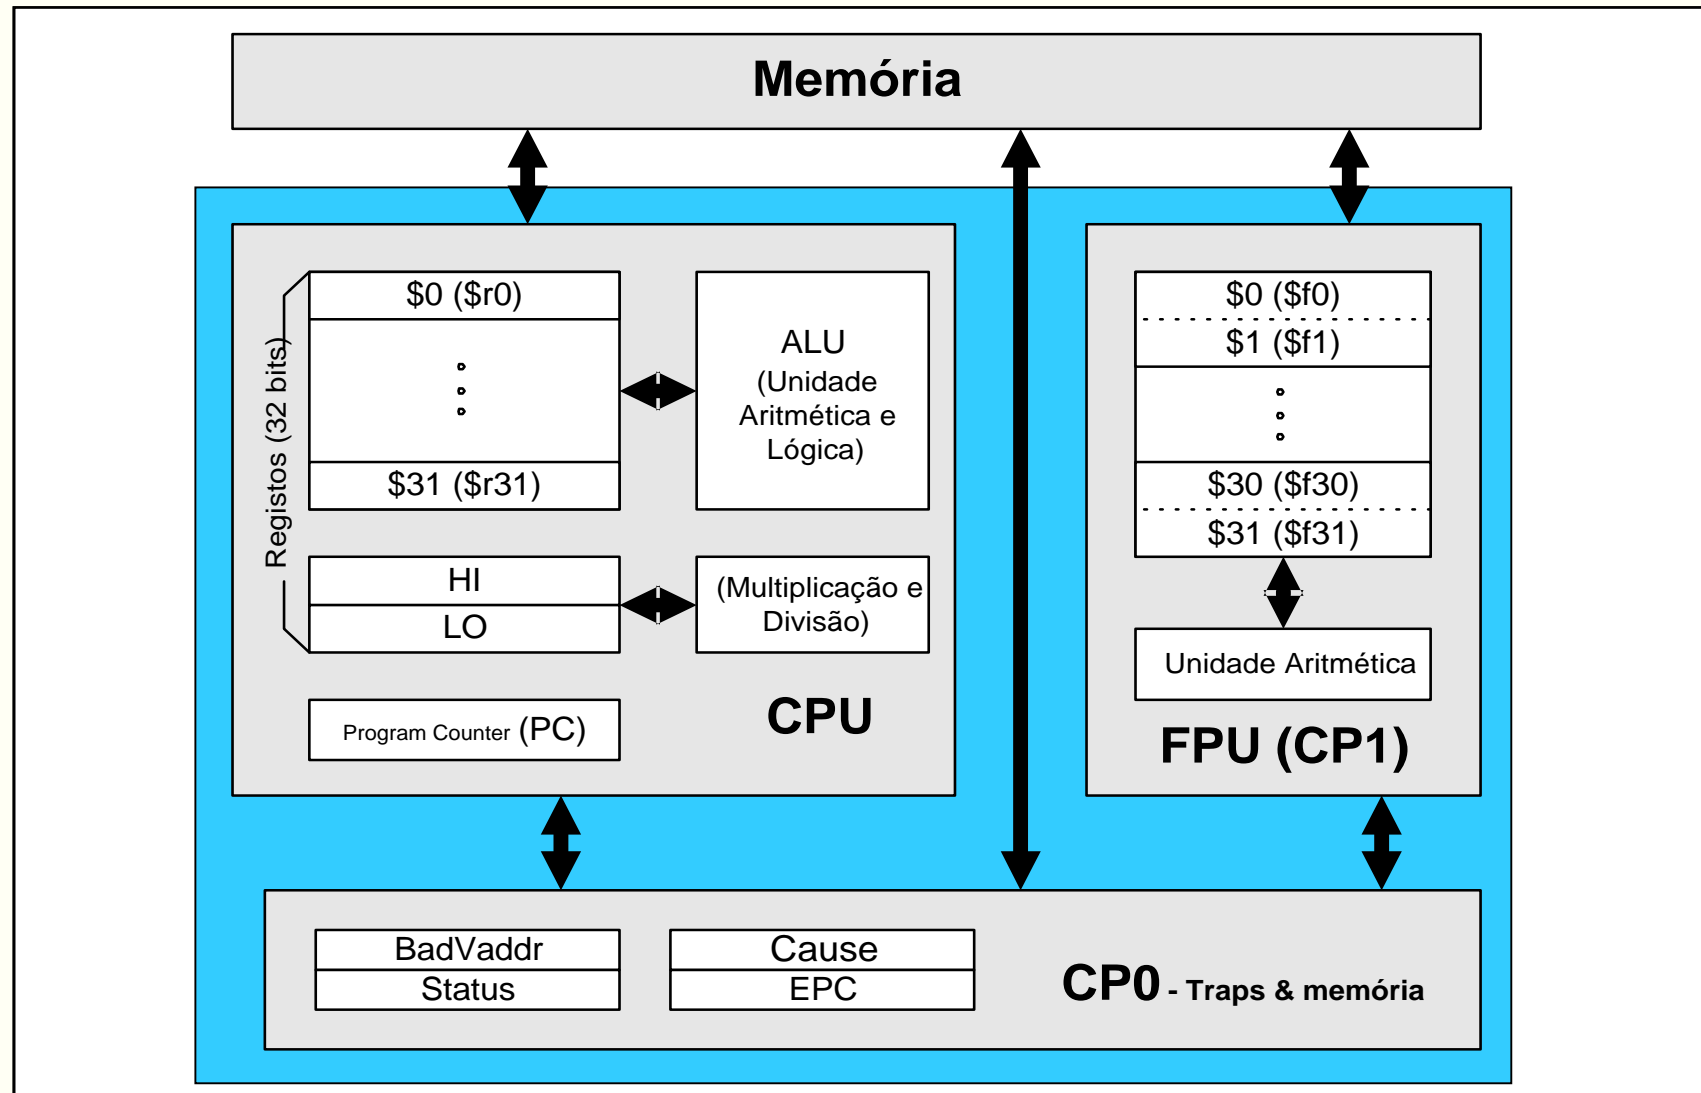 Memória
Registos (32 bits)
$0 ($r0)
$31 ($r31)
ALU
(Unidade
Aritmética e
Lógica)
HI
LO
(Multiplicação e
Divisão)
Program Counter (PC)
CPU
$0 ($f0)
$1 ($f1)
$30 ($f30)
$31 ($f31)
Unidade Aritmética
FPU (CP1)
BadVaddr
Status
Cause
EPC
CP0 - Traps & memória